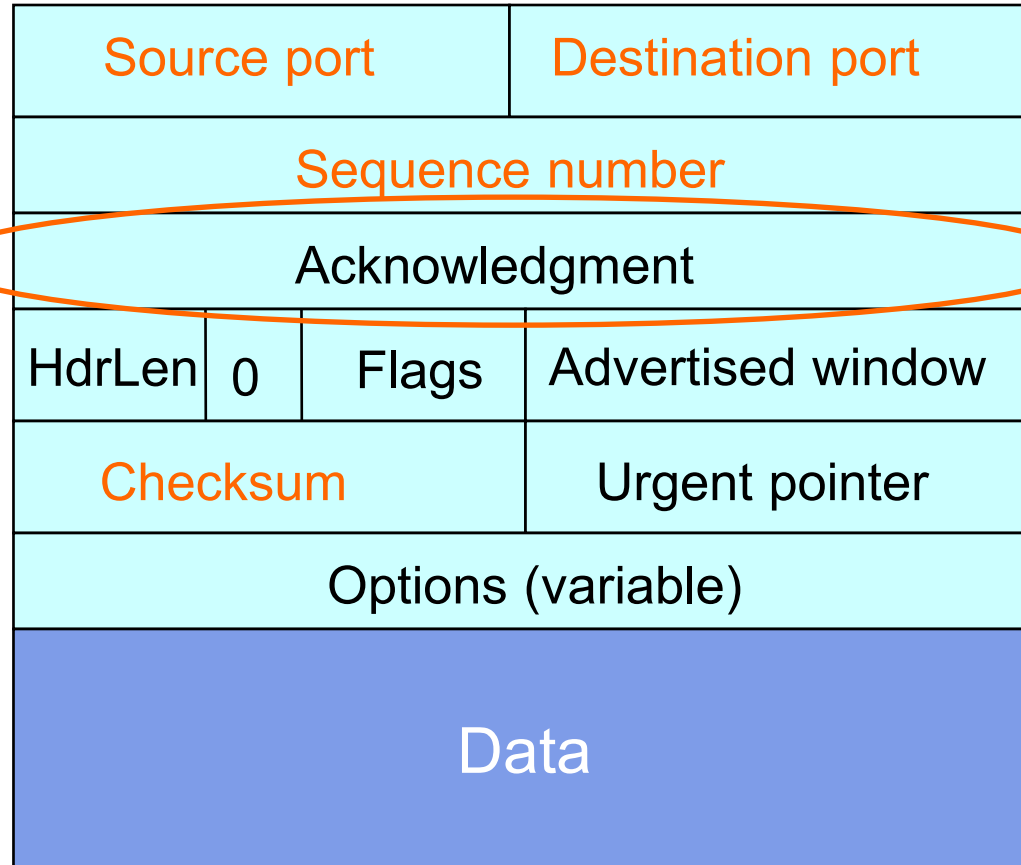 Source port Destination port
Sequence number
Acknowledgment
HdrLen 0 Flags Advertised window
Checksum Urgent pointer
Options (variable)
Data